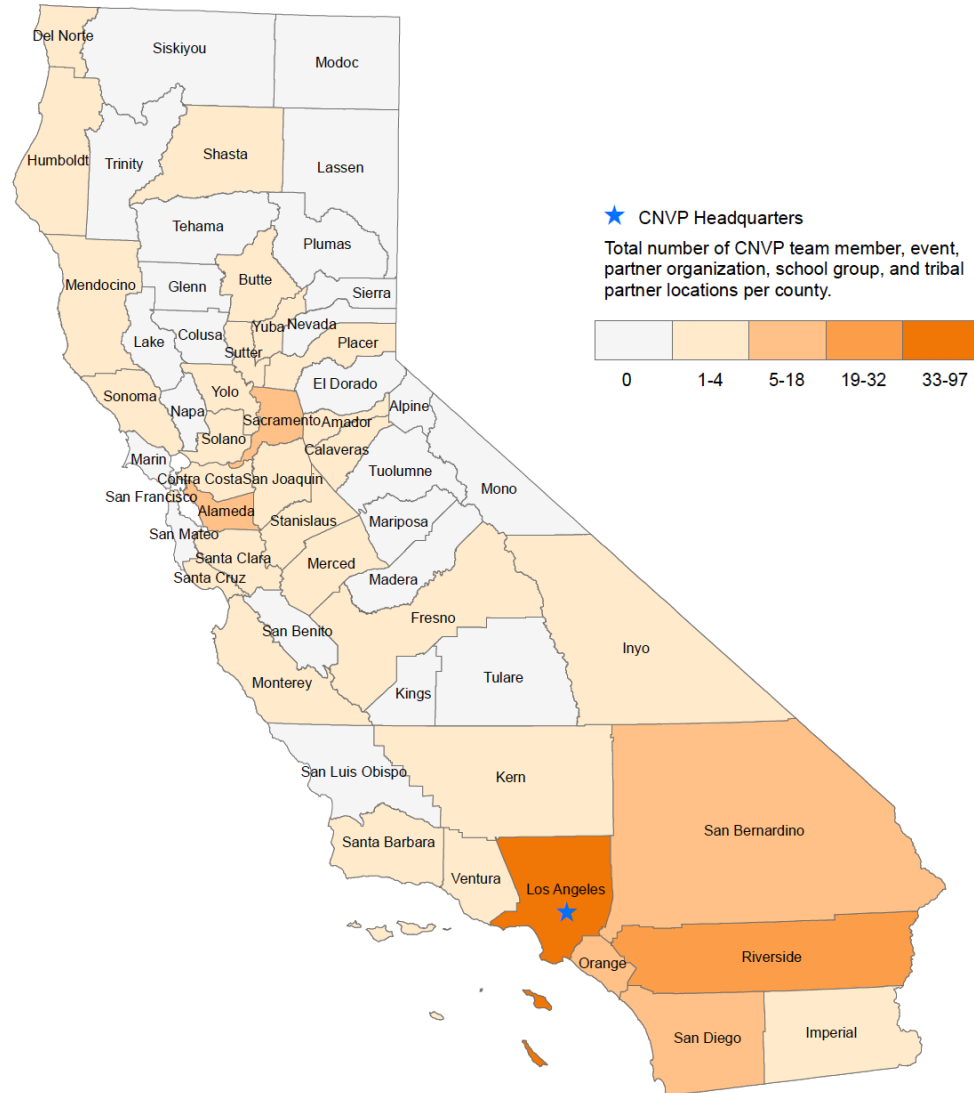 Del Norte
Siskiyou
Modoc
Humboldt
Trinity
Shasta
Lassen
Tehama
Plumas
Mendocino
Glenn
Butte
Sierra
Lake
Colusa
Yuba
Nevada
Sutter
Placer
Sonoma
Napa
Yolo
El Dorado
Sacramento
Amador
Alpine
Solano
Marin
Calaveras
Tuolumne
Mono
Contra Costa
San Joaquin
San Francisco
Alameda
Mariposa
Stanislaus
San Mateo
Santa Clara
Merced
Madera
Santa Cruz
Fresno
San Benito
Inyo
Monterey
Kings
Tulare
San Luis Obispo
Kern
San Bernardino
Santa Barbara
Ventura
Los Angeles
Orange
Riverside
San Diego
Imperial
CNVP Headquarters
Total number of CNVP team member, event,
partner organization, school group, and tribal
partner locations per county.
0 1-4 5-18 19-32 33-97